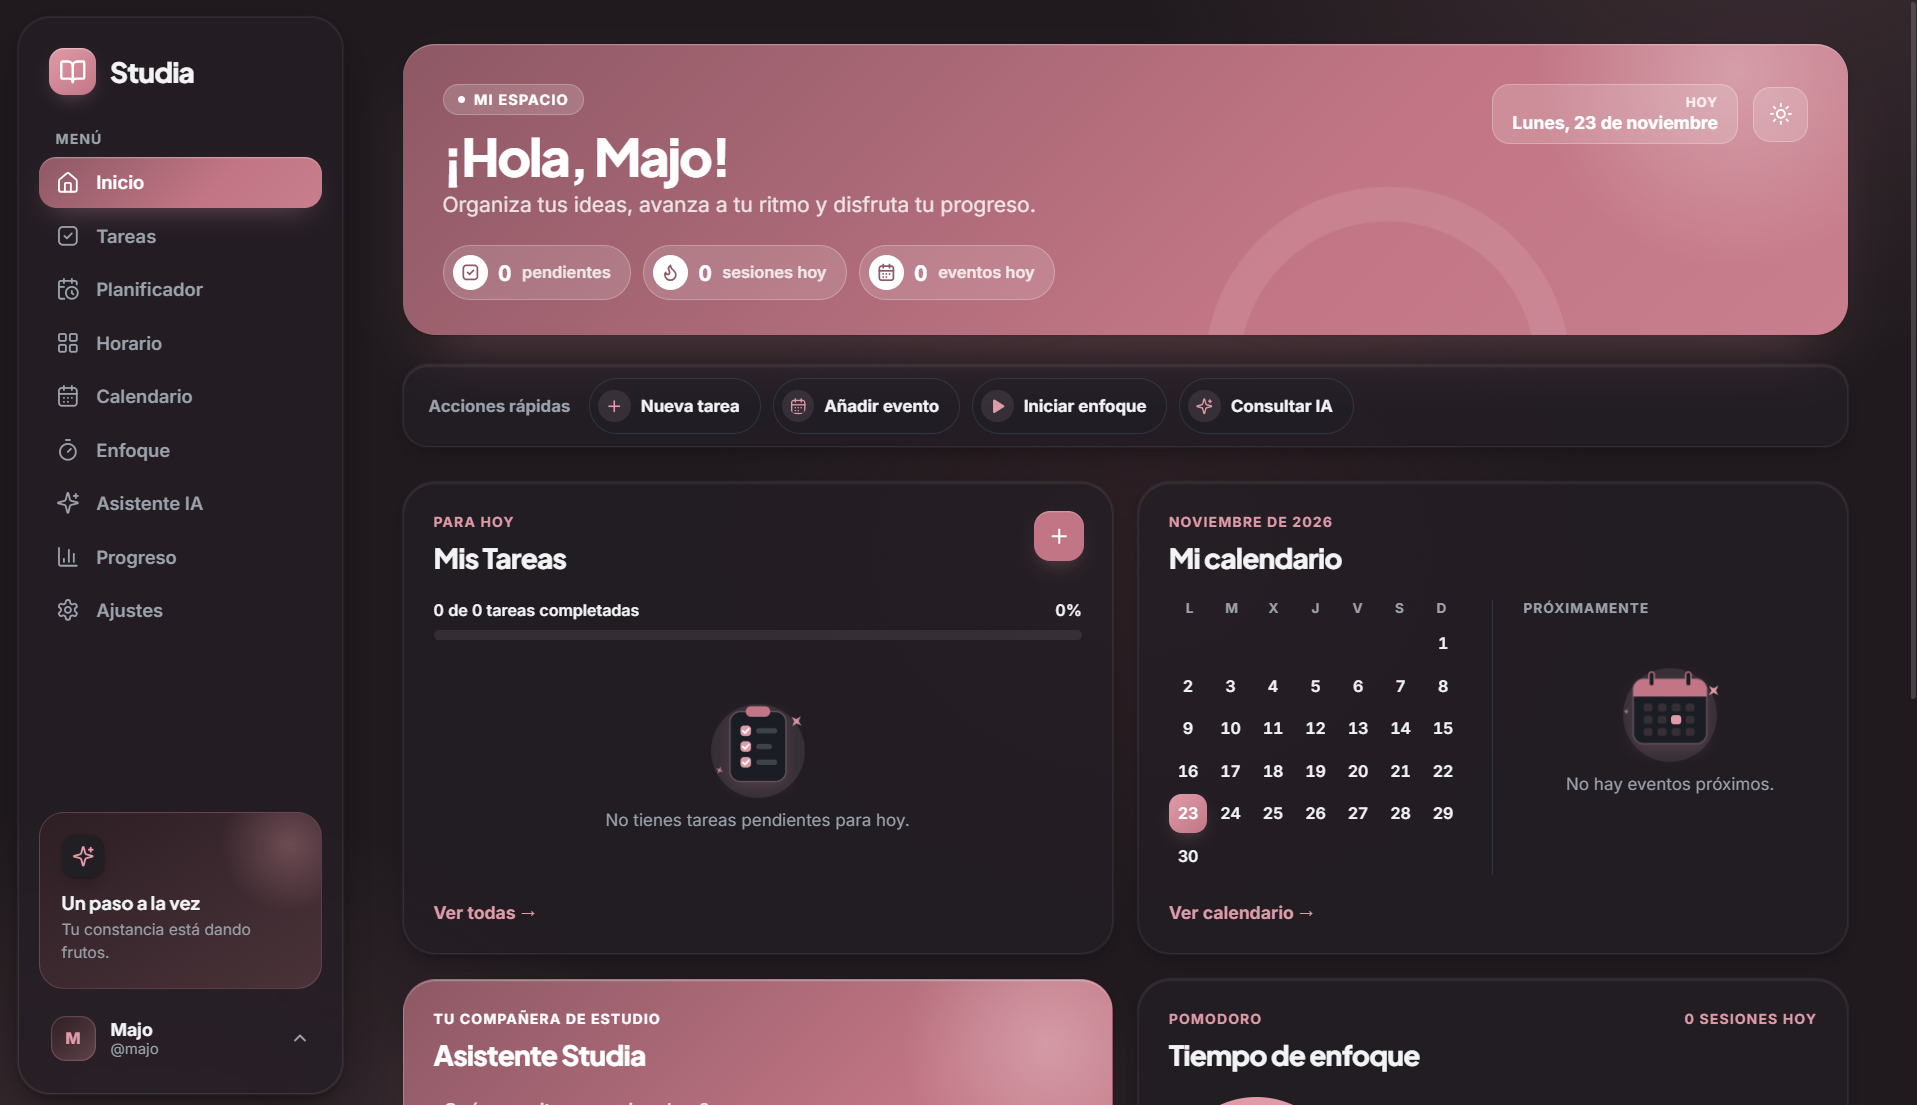 Studia
MENÚ
Inicio
Tareas
Planificador
Horario
Calendario
Enfoque
Asistente IA
Progreso
Ajustes
Un paso a la vez
Tu constancia está dando
frutos.
M
Majo
@majo
MI ESPACIO
¡Hola, Majo!
Organiza tus ideas, avanza a tu ritmo y disfruta tu progreso.
0 pendientes
0 sesiones hoy
0 eventos hoy
HOY
Lunes, 23 de noviembre
Acciones rápidas
Nueva tarea
Añadir evento
Iniciar enfoque
Consultar IA
PARA HOY
Mis Tareas
0 de 0 tareas completadas 0%
No tienes tareas pendientes para hoy.
Ver todas →
NOVIEMBRE DE 2026
Mi calendario
L M X J V S D
1
2 3 4 5 6 7 8
9 10 11 12 13 14 15
16 17 18 19 20 21 22
23 24 25 26 27 28 29
30
PRÓXIMAMENTE
No hay eventos próximos.
Ver calendario →
TU COMPAÑERA DE ESTUDIO
Asistente Studia
POMODORO
0 SESIONES HOY
Tiempo de enfoque